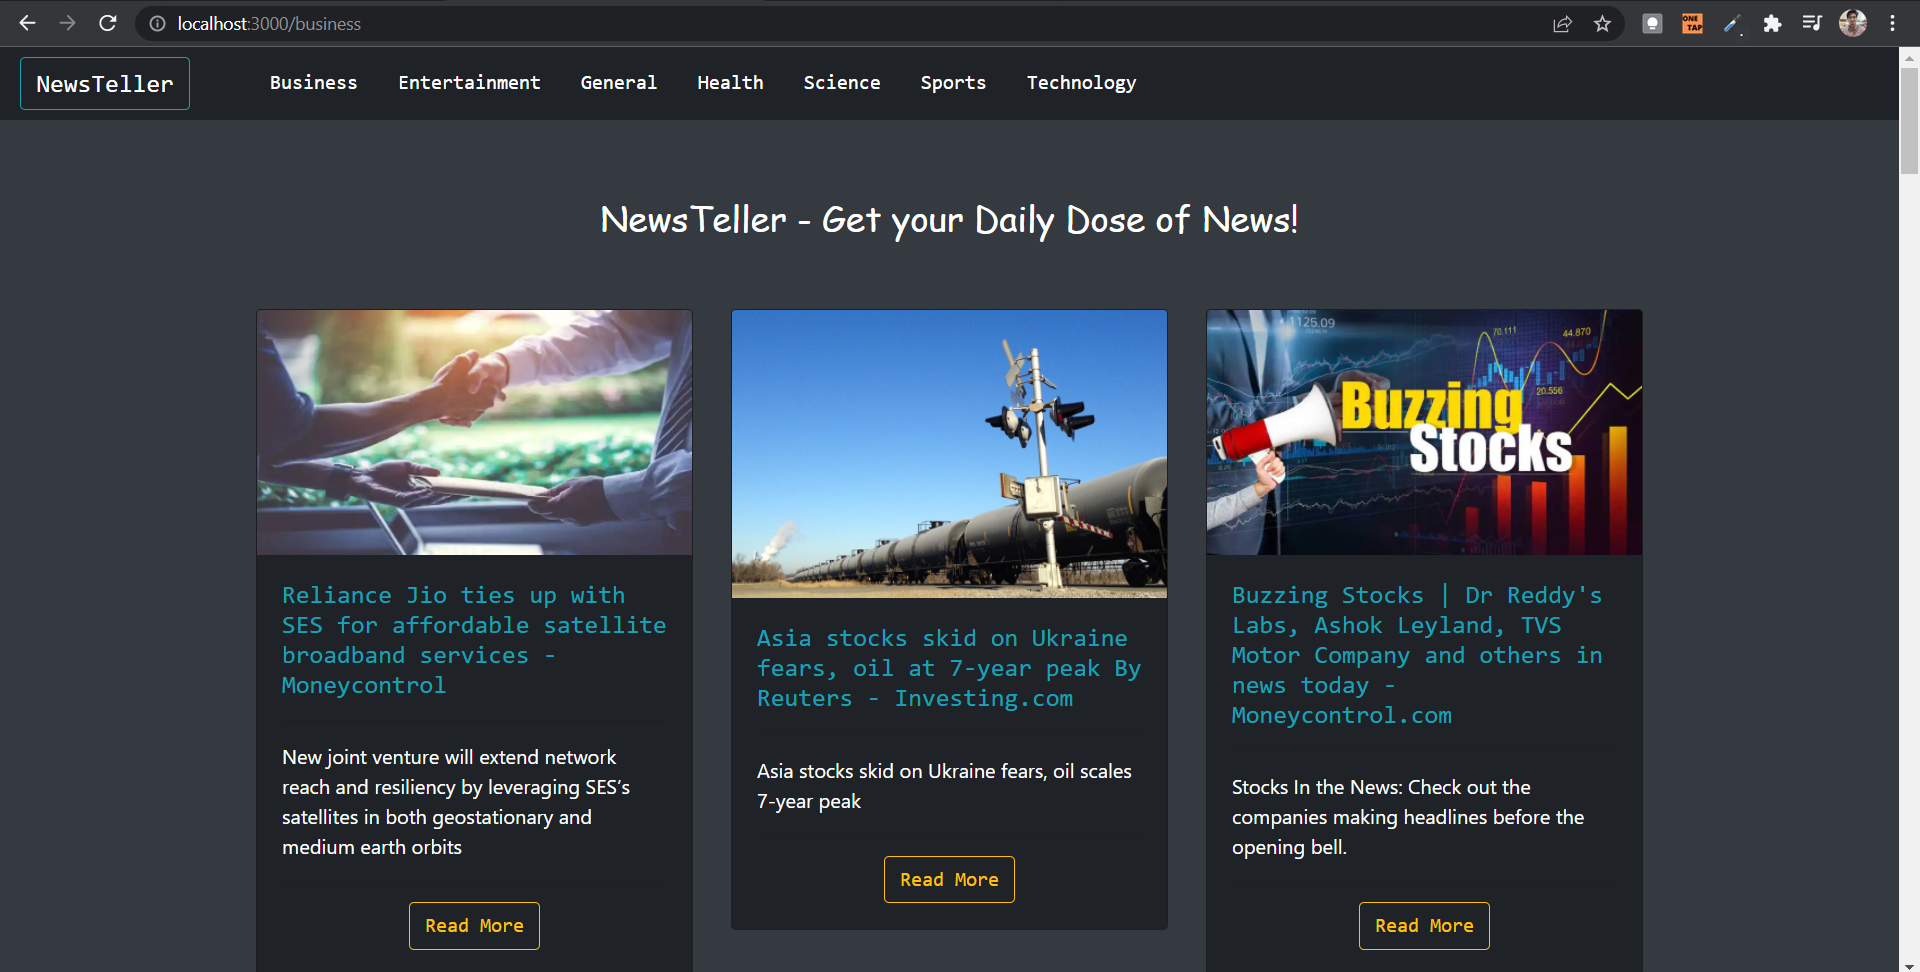 localhost:3000/business
ONE
TAP
NewsTeller
Business Entertainment General Health Science Sports Technology
NewsTeller - Get your Daily Dose of News!
Reliance Jio ties up with
SES for affordable satellite
broadband services -
Moneycontrol
New joint venture will extend network
reach and resiliency by leveraging SES’s
satellites in both geostationary and
medium earth orbits
Read More
Asia stocks skid on Ukraine
fears, oil at 7-year peak By
Reuters - Investing.com
Asia stocks skid on Ukraine fears, oil scales
7-year peak
Read More
1125.09
70.111
44.870
20.556
Buzzing
Stocks
Buzzing Stocks | Dr Reddy's
Labs, Ashok Leyland, TVS
Motor Company and others in
news today -
Moneycontrol.com
Stocks In the News: Check out the
companies making headlines before the
opening bell.
Read More